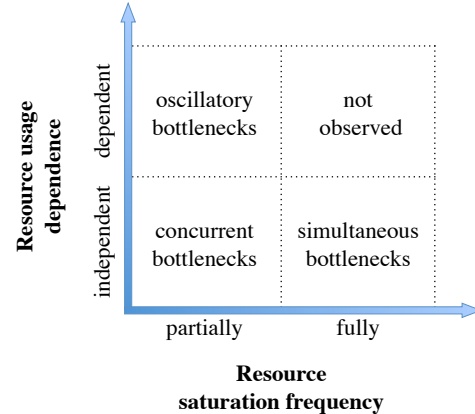 Resource usage
dependence
dependent
independent
oscillatory
bottlenecks
not
observed
concurrent
bottlenecks
simultaneous
bottlenecks
partially
fully
Resource
saturation frequency